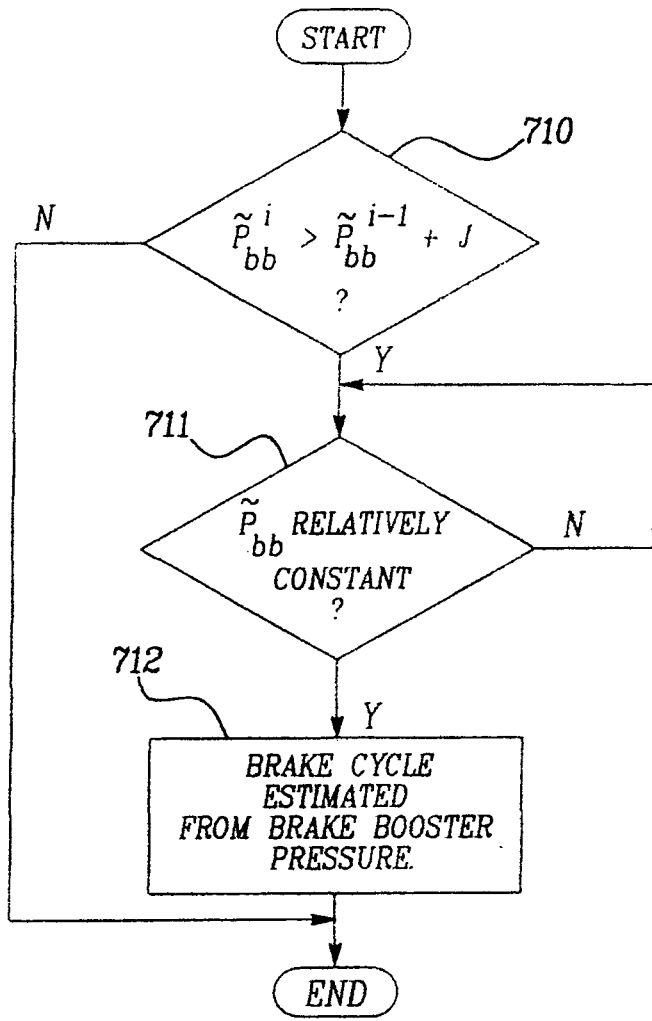 START
710
N
P̃bb^i > P̃bb^i-1 + J
?
Y
711
P̃bb RELATIVELY
CONSTANT
?
N
712
Y
BRAKE CYCLE
ESTIMATED
FROM BRAKE BOOSTER
PRESSURE.
END